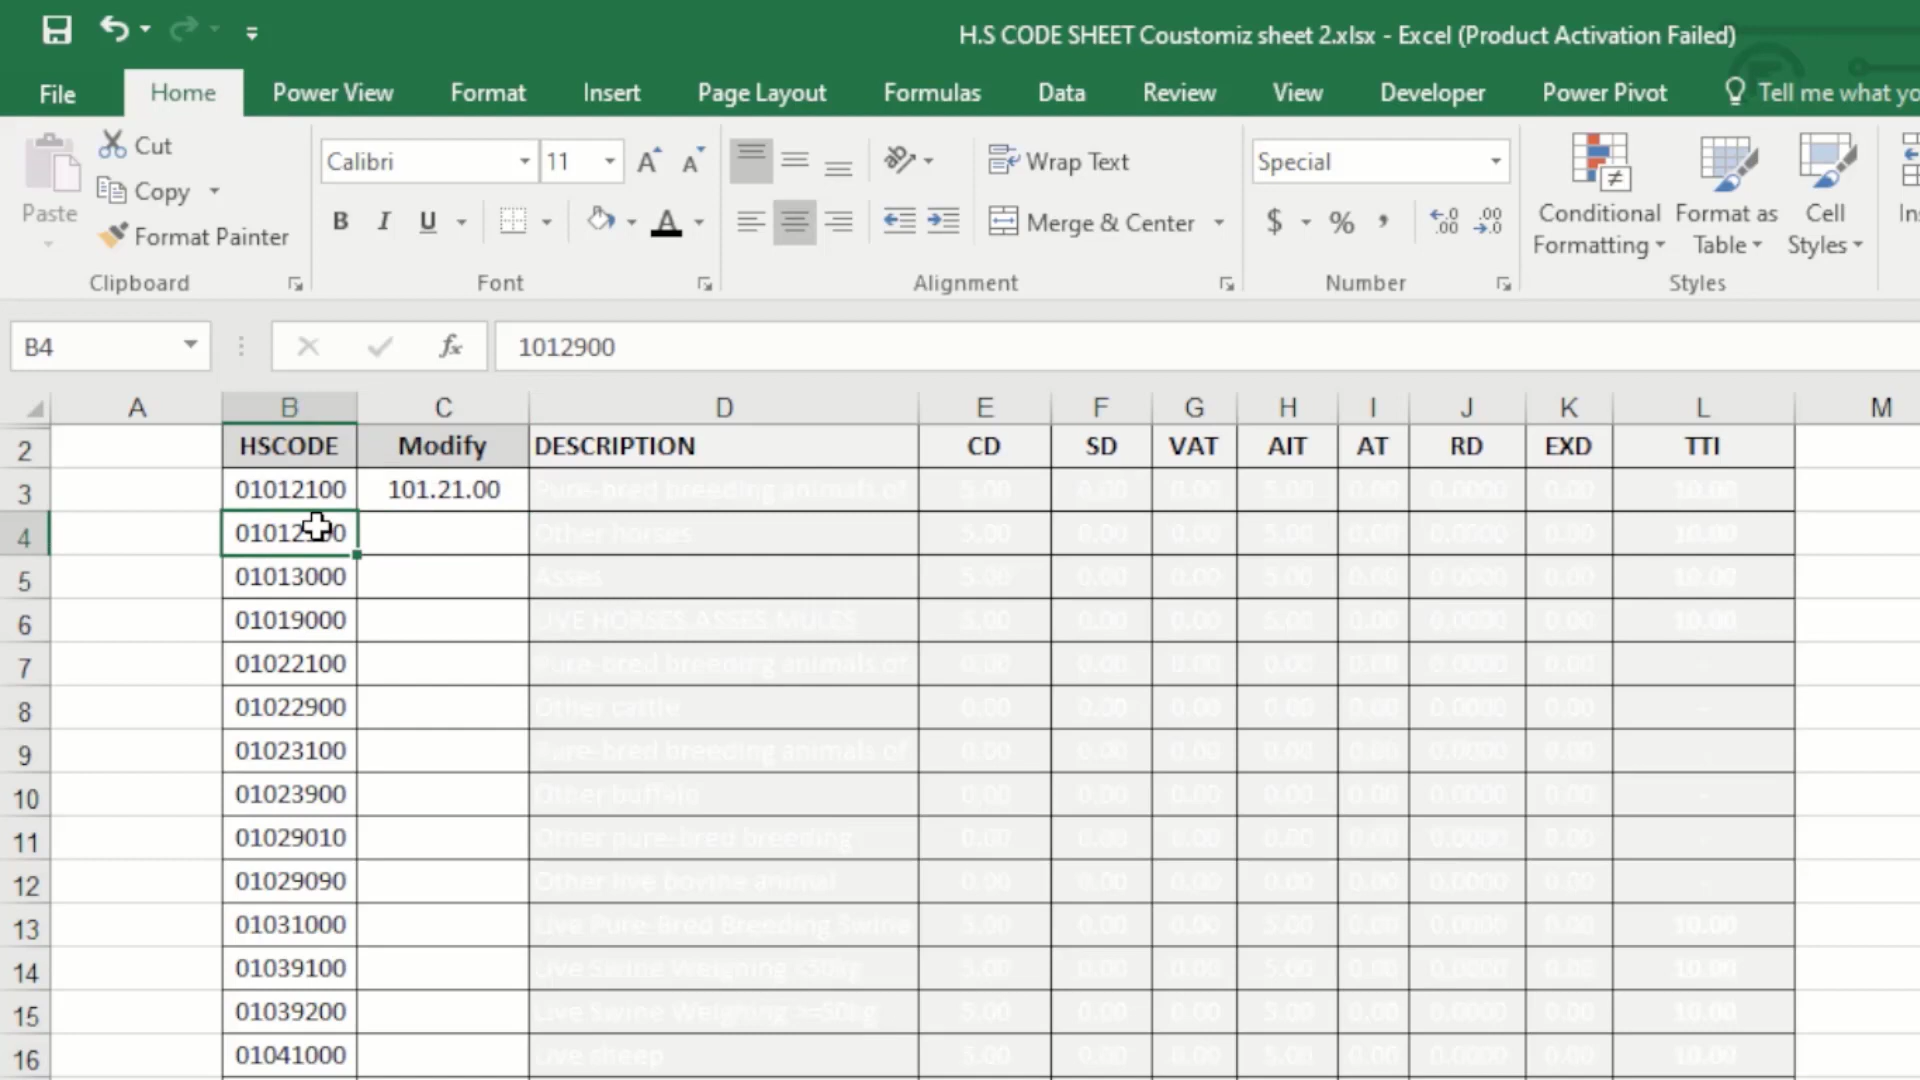 H.S CODE SHEET Coustomiz sheet 2.xlsx - Excel (Product Activation Failed)
File Home Power View Format Insert Page Layout Formulas Data Review View Developer Power Pivot Tell me what yo
Cut
Copy
Format Painter
Paste
Clipboard
Calibri 11
B I U
Font
Wrap Text
Merge & Center
Alignment
Special
$ % ,
Number
Conditional Formatting
Format as Table
Cell Styles
Styles
B4 fx 1012900
A B C D E F G H I J K L M
2 HSCODE Modify DESCRIPTION CD SD VAT AIT AT RD EXD TTI
3 01012100 101.21.00 Pure-bred breeding animals of 5.00 0.00 0.00 5.00 0.00 0.0000 0.00 10.00
4 Other horses 5.00 0.00 0.00 5.00 0.00 0.0000 0.00 10.00
5 01013000 Asses 5.00 0.00 0.00 5.00 0.00 0.0000 0.00 10.00
6 01019000 LIVE HORSES ASSES MULES 5.00 0.00 0.00 5.00 0.00 0.0000 0.00 10.00
7 01022100 Pure-bred breeding animals of 0.00 0.00 0.00 0.00 0.00 0.0000 0.00 -
8 01022900 Other cattle 0.00 0.00 0.00 0.00 0.00 0.0000 0.00 -
9 01023100 Pure-bred breeding animals of 0.00 0.00 0.00 0.00 0.00 0.0000 0.00
10 01023900 Other buffalo 0.00 0.00 0.00 0.00 0.00 0.0000 0.00 -
11 01029010 Other pure-bred breeding 0.00 0.00 0.00 0.00 0.00 0.0000 0.00 -
12 01029090 Other live bovine animal 0.00 0.00 0.00 0.00 0.00 0.0000 0.00
13 01031000 Live Pure-Bred Breeding Swine 5.00 0.00 0.00 5.00 0.00 0.0000 0.00 10.00
14 01039100 Live Swine Weighing <50kg 5.00 0.00 0.00 5.00 0.00 0.0000 0.00 10.00
15 01039200 Live Swine Weighing >=50kg 5.00 0.00 0.00 5.00 0.00 0.0000 0.00 10.00
16 01041000 Live sheep 5.00 0.00 0.00 5.00 0.00 0.0000 0.00 10.00